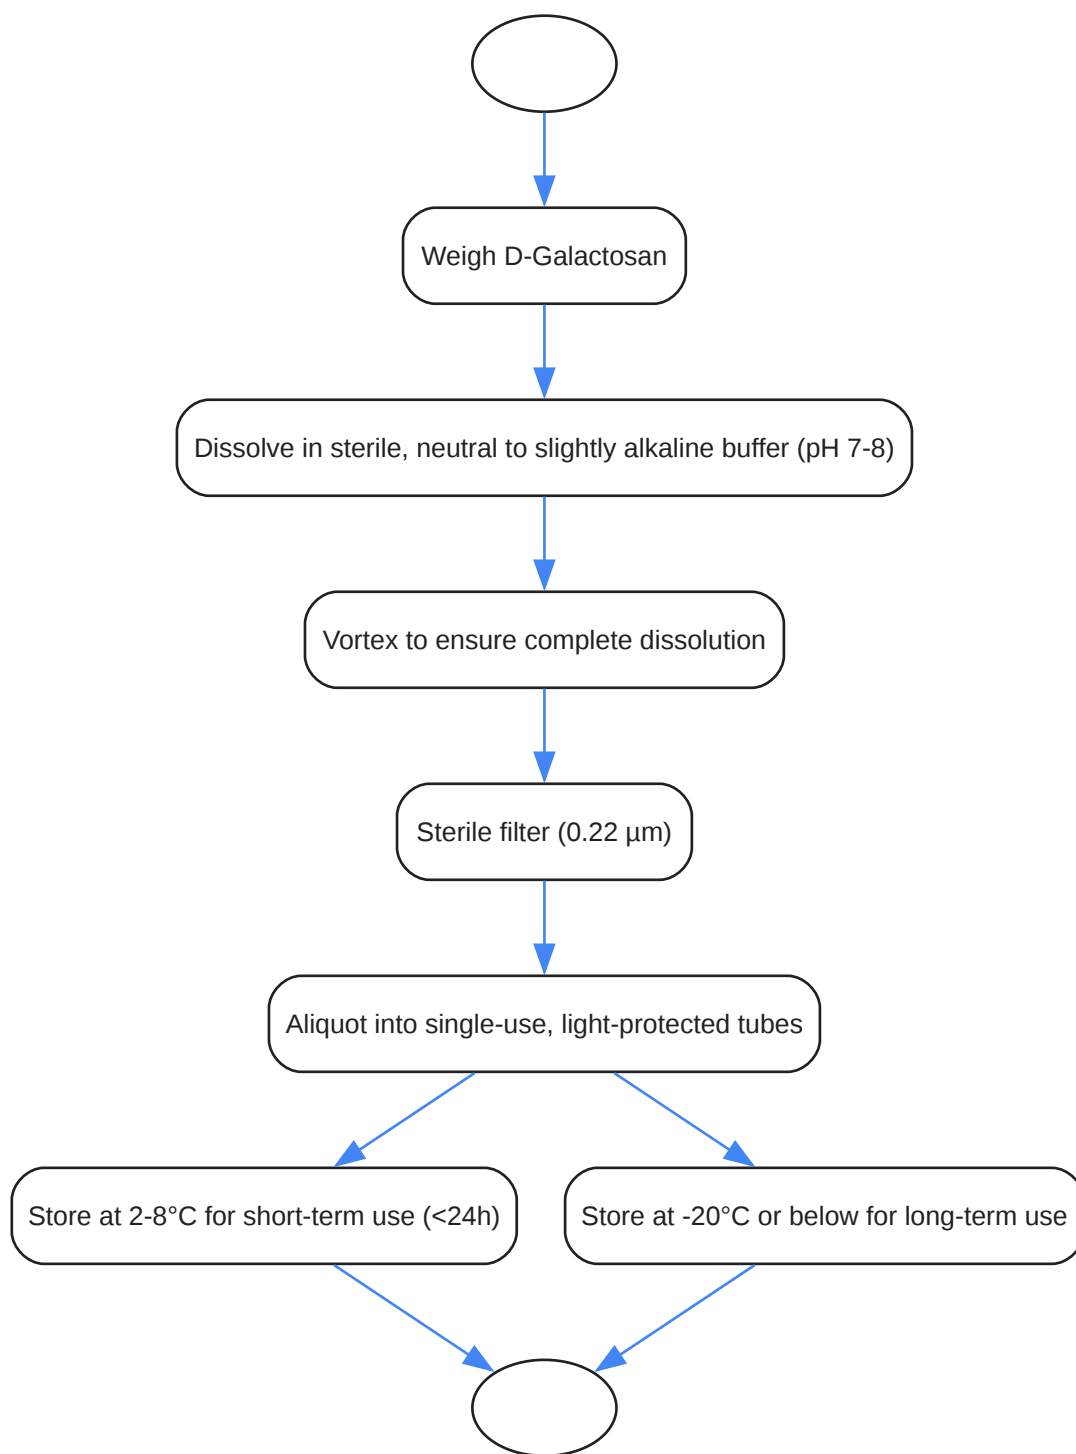 Weigh D-Galactosan
Dissolve in sterile, neutral to slightly alkaline buffer (pH 7-8)
Vortex to ensure complete dissolution
Sterile filter (0.22 µm)
Aliquot into single-use, light-protected tubes
Store at 2-8°C for short-term use (<24h)
Store at -20°C or below for long-term use